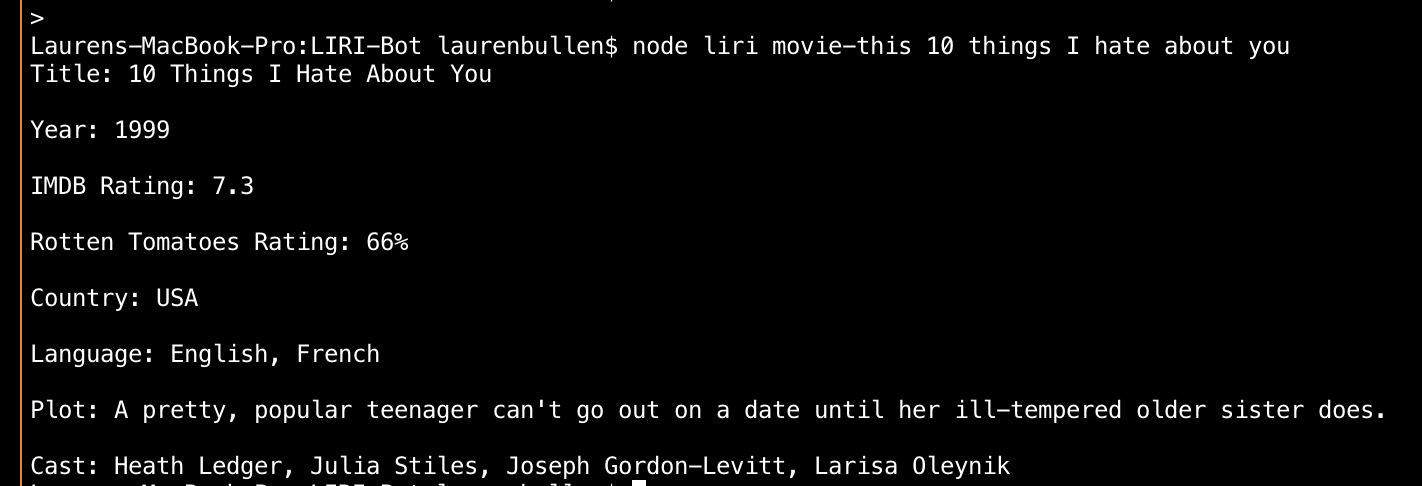 >
Laurens-MacBook-Pro:LIRI-Bot laurenbullen$ node liri movie-this 10 things I hate about you
Title: 10 Things I Hate About You
Year: 1999
IMDB Rating: 7.3
Rotten Tomatoes Rating: 66%
Country: USA
Language: English, French
Plot: A pretty, popular teenager can't go out on a date until her ill-tempered older sister does.
Cast: Heath Ledger, Julia Stiles, Joseph Gordon-Levitt, Larisa Oleynik